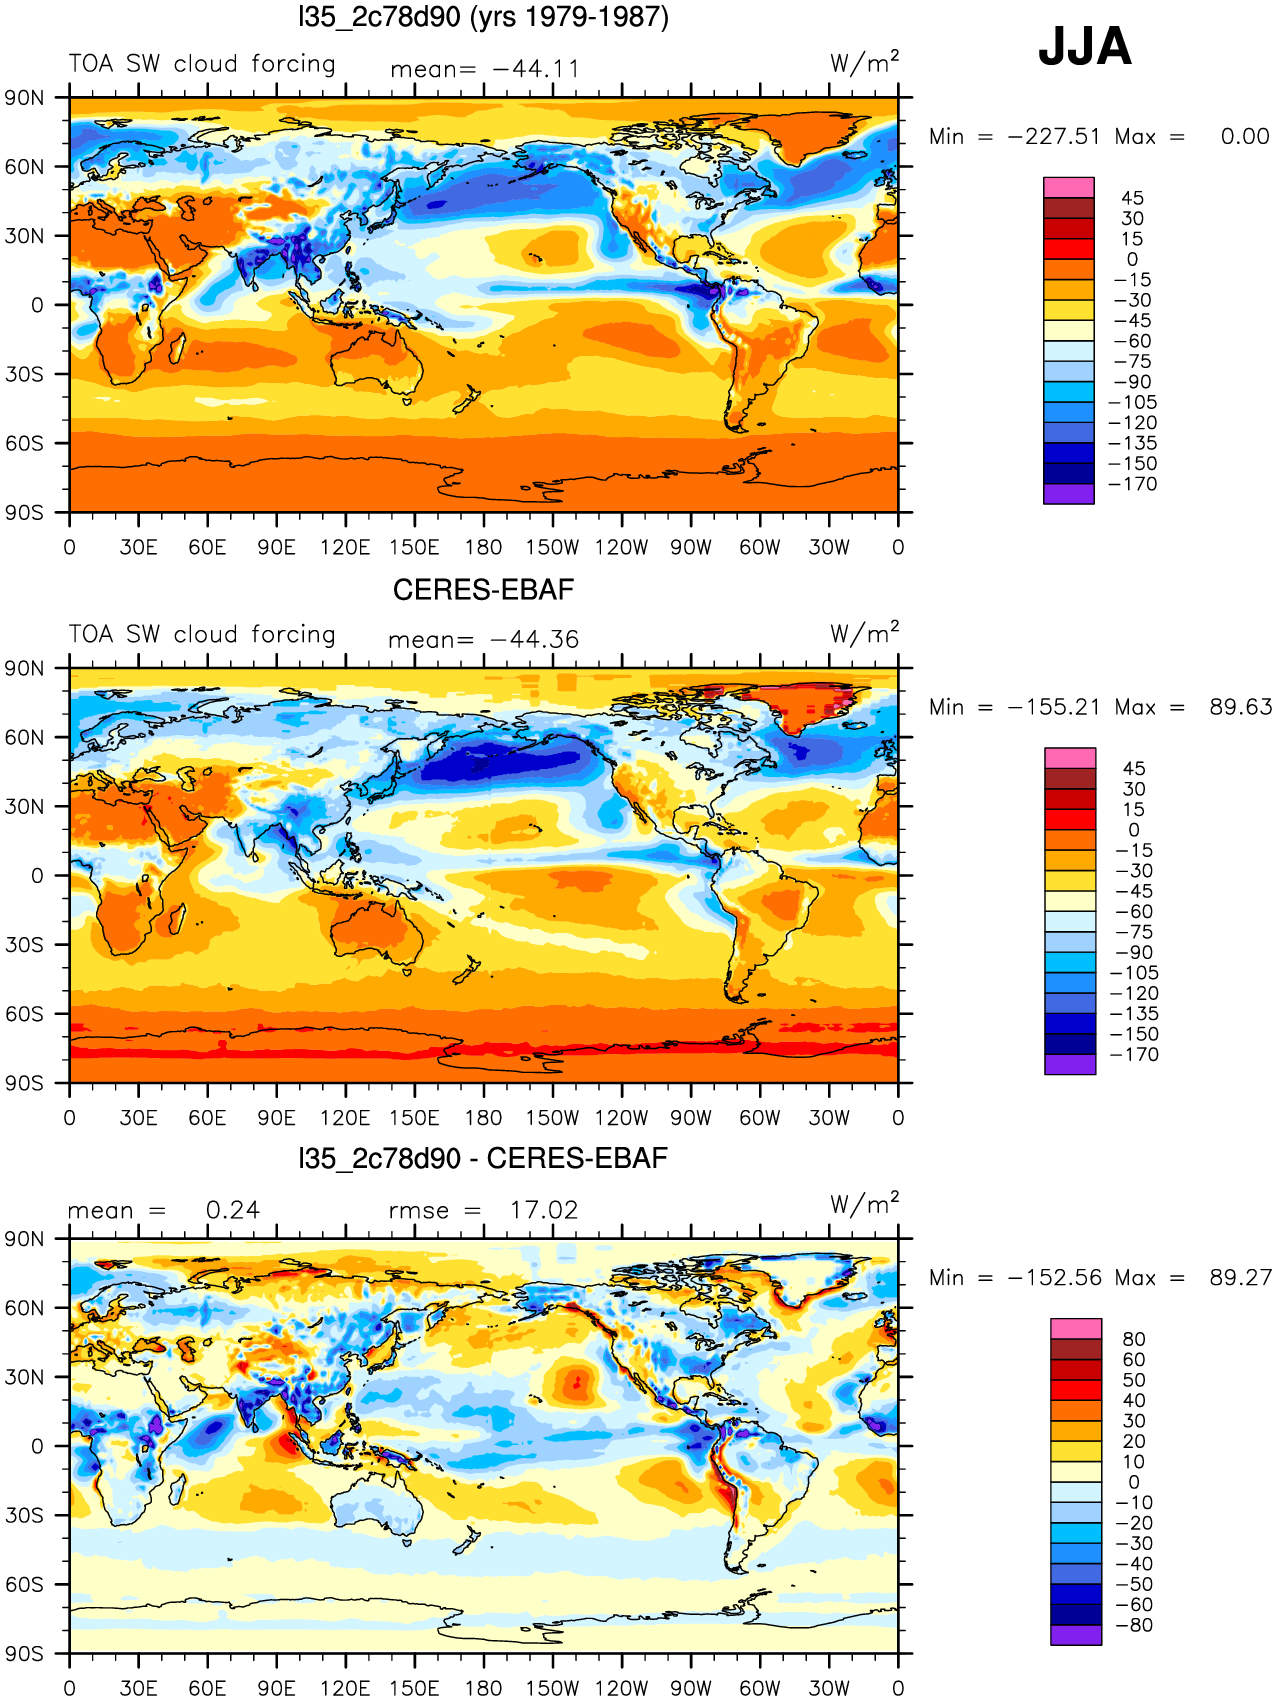 l35_2c78d90 (yrs 1979-1987)
JJA
TOA SW cloud forcing mean= −44.11 W/m²
Min = −227.51 Max = 0.00
90N
60N
30N
0
30S
60S
90S
0 30E 60E 90E 120E 150E 180 150W 120W 90W 60W 30W 0
45
30
15
0
−15
−30
−45
−60
−75
−90
−105
−120
−135
−150
−170
CERES-EBAF
TOA SW cloud forcing mean= −44.36 W/m²
Min = −155.21 Max = 89.63
90N
60N
30N
0
30S
60S
90S
0 30E 60E 90E 120E 150E 180 150W 120W 90W 60W 30W 0
45
30
15
0
−15
−30
−45
−60
−75
−90
−105
−120
−135
−150
−170
l35_2c78d90 - CERES-EBAF
mean = 0.24 rmse = 17.02 W/m²
Min = −152.56 Max = 89.27
90N
60N
30N
0
30S
60S
90S
0 30E 60E 90E 120E 150E 180 150W 120W 90W 60W 30W 0
80
60
50
40
30
20
10
0
−10
−20
−30
−40
−50
−60
−80